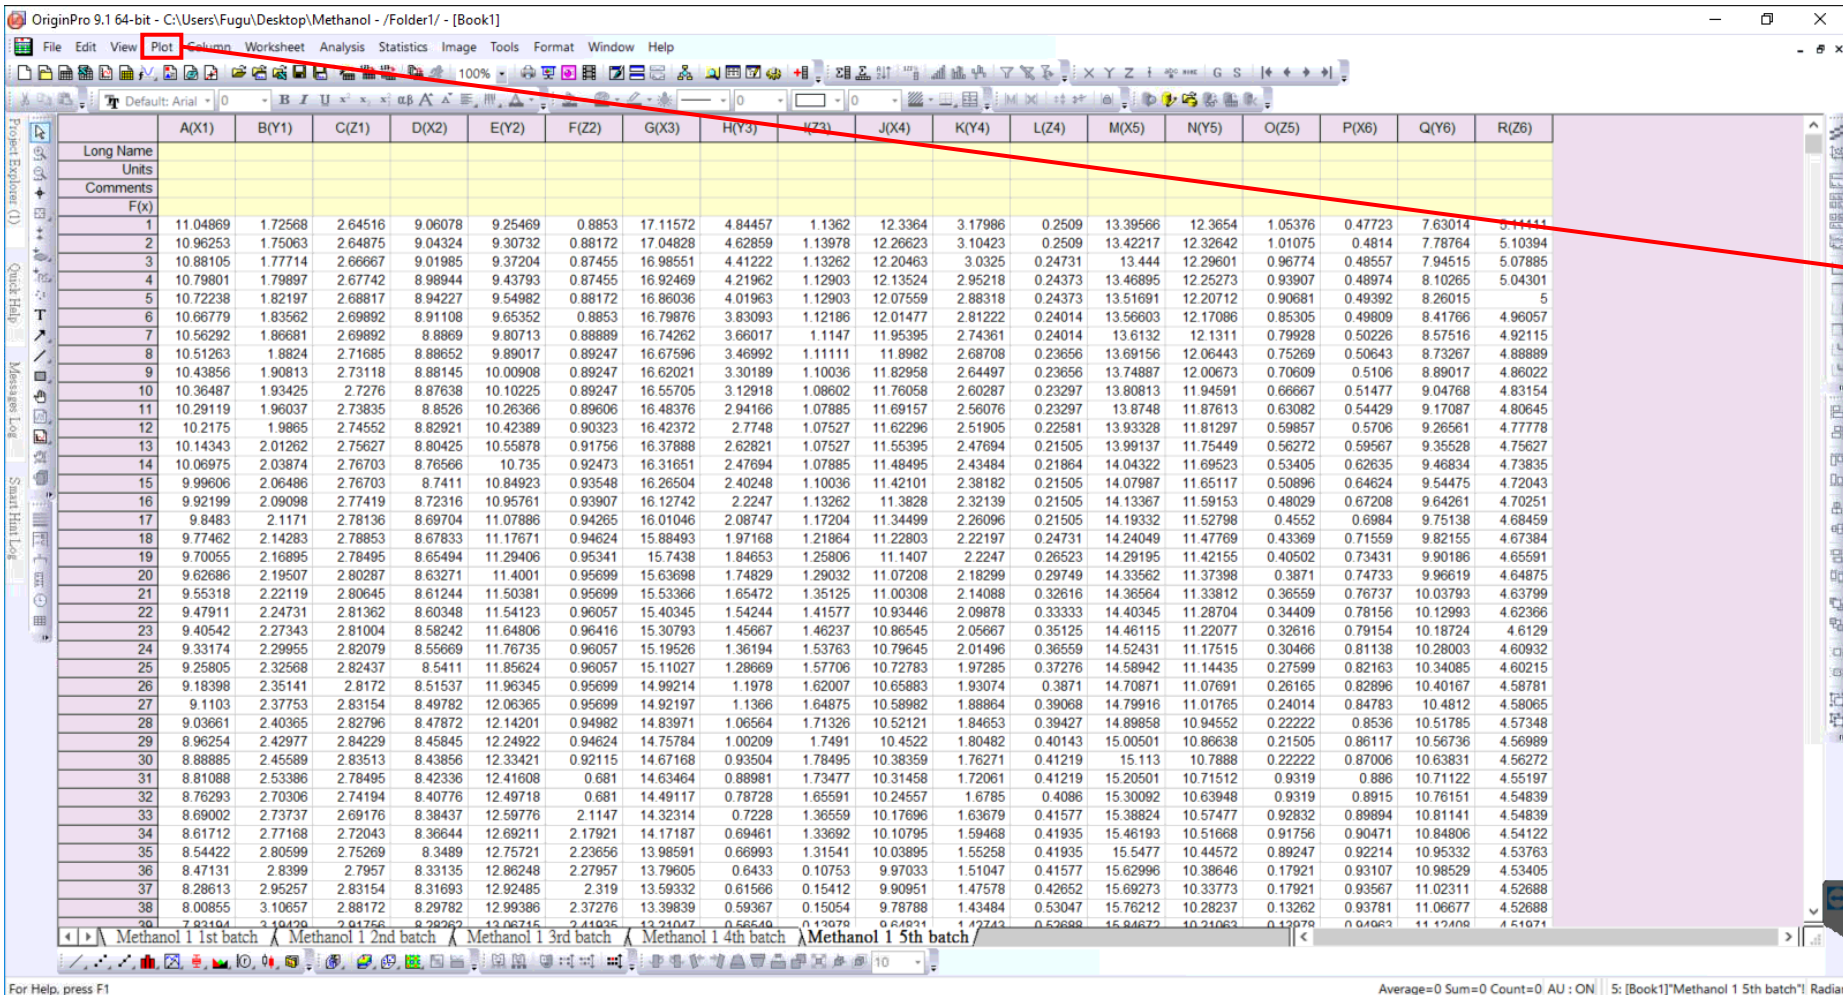 OriginPro 9.1 64-bit - C:\Users\Fugu\Desktop\Methanol - /Folder1/ - [Book1]
File Edit View Plot Column Worksheet Analysis Statistics Image Tools Format Window Help
100%
X Y Z G S
Default: Arial 0 B I U αβ A A 0 0
Project Explorer (1)
Quick Help
Messages Log
Smart Hint Log
A(X1) B(Y1) C(Z1) D(X2) E(Y2) F(Z2) G(X3) H(Y3) I(Z3) J(X4) K(Y4) L(Z4) M(X5) N(Y5) O(Z5) P(X6) Q(Y6) R(Z6)
Long Name
Units
Comments
F(x)
1 11.04869 1.72568 2.64516 9.06078 9.25469 0.8853 17.11572 4.84457 1.1362 12.3364 3.17986 0.2509 13.39566 12.3654 1.05376 0.47723 7.63014 5.11111
2 10.96253 1.75063 2.64875 9.04324 9.30732 0.88172 17.04828 4.62859 1.13978 12.26623 3.10423 0.2509 13.42217 12.32642 1.01075 0.4814 7.78764 5.10394
3 10.88105 1.77714 2.66667 9.01985 9.37204 0.87455 16.98551 4.41222 1.13262 12.20463 3.0325 0.24731 13.444 12.29601 0.96774 0.48557 7.94515 5.07885
4 10.79801 1.79897 2.67742 8.98944 9.43793 0.87455 16.92469 4.21962 1.12903 12.13524 2.95218 0.24373 13.46895 12.25273 0.93907 0.48974 8.10265 5.04301
5 10.72238 1.82197 2.68817 8.94227 9.54982 0.88172 16.86036 4.01963 1.12903 12.07559 2.88318 0.24373 13.51691 12.20712 0.90681 0.49392 8.26015 5
6 10.66779 1.83562 2.69892 8.91108 9.65352 0.8853 16.79876 3.83093 1.12186 12.01477 2.81222 0.24014 13.56603 12.17086 0.85305 0.49809 8.41766 4.96057
7 10.56292 1.86681 2.69892 8.8869 9.80713 0.88889 16.74262 3.66017 1.1147 11.95395 2.74361 0.24014 13.6132 12.1311 0.79928 0.50226 8.57516 4.92115
8 10.51263 1.8824 2.71685 8.88652 9.89017 0.89247 16.67596 3.46992 1.11111 11.8982 2.68708 0.23656 13.69156 12.06443 0.75269 0.50643 8.73267 4.88889
9 10.43856 1.90813 2.73118 8.88145 10.00908 0.89247 16.62021 3.30189 1.10036 11.82958 2.64497 0.23656 13.74887 12.00673 0.70609 0.5106 8.89017 4.86022
10 10.36487 1.93425 2.7276 8.87638 10.10225 0.89247 16.55705 3.12918 1.08602 11.76058 2.60287 0.23297 13.80813 11.94591 0.66667 0.51477 9.04768 4.83154
11 10.29119 1.96037 2.73835 8.8526 10.26366 0.89606 16.48376 2.94166 1.07885 11.69157 2.56076 0.23297 13.8748 11.87613 0.63082 0.54429 9.17087 4.80645
12 10.2175 1.9865 2.74552 8.82921 10.42389 0.90323 16.42372 2.7748 1.07527 11.62296 2.51905 0.22581 13.93328 11.81297 0.59857 0.5706 9.26561 4.77778
13 10.14343 2.01262 2.75627 8.80425 10.55878 0.91756 16.37888 2.62821 1.07527 11.55395 2.47694 0.21505 13.99137 11.75449 0.56272 0.59567 9.35528 4.75627
14 10.06975 2.03874 2.76703 8.76566 10.735 0.92473 16.31651 2.47694 1.07885 11.48495 2.43484 0.21864 14.04322 11.69523 0.53405 0.62635 9.46834 4.73835
15 9.99606 2.06486 2.76703 8.7411 10.84923 0.93548 16.26504 2.40248 1.10036 11.42101 2.38182 0.21505 14.07987 11.65117 0.50896 0.64624 9.54475 4.72043
16 9.92199 2.09098 2.77419 8.72316 10.95761 0.93907 16.12742 2.2247 1.13262 11.3828 2.32139 0.21505 14.13367 11.59153 0.48029 0.67208 9.64261 4.70251
17 9.8483 2.1171 2.78136 8.69704 11.07886 0.94265 16.01046 2.08747 1.17204 11.34499 2.26096 0.21505 14.19332 11.52798 0.4552 0.6984 9.75138 4.68459
18 9.77462 2.14283 2.78853 8.67833 11.17671 0.94624 15.88493 1.97168 1.21864 11.22803 2.22197 0.24731 14.24049 11.47769 0.43369 0.71559 9.82155 4.67384
19 9.70055 2.16895 2.78495 8.65494 11.29406 0.95341 15.7438 1.84653 1.25806 11.1407 2.2247 0.26523 14.29195 11.42155 0.40502 0.73431 9.90186 4.65591
20 9.62686 2.19507 2.80287 8.63271 11.4001 0.95699 15.63698 1.74829 1.29032 11.07208 2.18299 0.29749 14.33562 11.37398 0.3871 0.74733 9.96619 4.64875
21 9.55318 2.22119 2.80645 8.61244 11.50381 0.95699 15.53366 1.65472 1.35125 11.00308 2.14088 0.32616 14.36564 11.33812 0.36559 0.76737 10.03793 4.63799
22 9.47911 2.24731 2.81362 8.60348 11.54123 0.96057 15.40345 1.54244 1.41577 10.93446 2.09878 0.33333 14.40345 11.28704 0.34409 0.78156 10.12993 4.62366
23 9.40542 2.27343 2.81004 8.58242 11.64806 0.96416 15.30793 1.45667 1.46237 10.86545 2.05667 0.35125 14.46115 11.22077 0.32616 0.79154 10.18724 4.6129
24 9.33174 2.29955 2.82079 8.55669 11.76735 0.96057 15.19526 1.36194 1.53763 10.79645 2.01496 0.36559 14.52431 11.17515 0.30466 0.81138 10.28003 4.60932
25 9.25805 2.32568 2.82437 8.5411 11.85624 0.96057 15.11027 1.28669 1.57706 10.72783 1.97285 0.37276 14.58942 11.14435 0.27599 0.82163 10.34085 4.60215
26 9.18398 2.35141 2.8172 8.51537 11.96345 0.95699 14.99214 1.1978 1.62007 10.65883 1.93074 0.3871 14.70871 11.07691 0.26165 0.82896 10.40167 4.58781
27 9.1103 2.37753 2.83154 8.49782 12.06365 0.95699 14.92197 1.1366 1.64875 10.58982 1.88864 0.39068 14.79916 11.01765 0.24014 0.84783 10.4812 4.58065
28 9.03661 2.40365 2.82796 8.47872 12.14201 0.94982 14.83971 1.06564 1.71326 10.52121 1.84653 0.39427 14.89858 10.94552 0.22222 0.8536 10.51785 4.57348
29 8.96254 2.42977 2.84229 8.45845 12.24922 0.94624 14.75784 1.00209 1.7491 10.4522 1.80482 0.40143 15.00501 10.86638 0.21505 0.86117 10.56736 4.56989
30 8.88885 2.45589 2.83513 8.43856 12.33421 0.92115 14.67168 0.93504 1.78495 10.38359 1.76271 0.41219 15.113 10.7888 0.22222 0.87006 10.63831 4.56272
31 8.81088 2.53386 2.78495 8.42336 12.41608 0.681 14.63464 0.88981 1.73477 10.31458 1.72061 0.41219 15.20501 10.71512 0.9319 0.886 10.71122 4.55197
32 8.76293 2.70306 2.74194 8.40776 12.49718 0.681 14.49117 0.78728 1.65591 10.24557 1.6785 0.4086 15.30092 10.63948 0.9319 0.8915 10.76151 4.54839
33 8.69002 2.73737 2.69176 8.38437 12.59776 2.1147 14.32314 0.7228 1.36559 10.17696 1.63679 0.41577 15.38824 10.57477 0.92832 0.89894 10.81141 4.54839
34 8.61712 2.77168 2.72043 8.36644 12.69211 2.17921 14.17187 0.69461 1.33692 10.10795 1.59468 0.41935 15.46193 10.51668 0.91756 0.90471 10.84806 4.54122
35 8.54422 2.80599 2.75269 8.3489 12.75721 2.23656 13.98591 0.66993 1.31541 10.03895 1.55258 0.41935 15.5477 10.44572 0.89247 0.92214 10.95332 4.53763
36 8.47131 2.8399 2.7957 8.33135 12.86248 2.27957 13.79605 0.6433 0.10753 9.97033 1.51047 0.41577 15.62996 10.38646 0.17921 0.93107 10.98529 4.53405
37 8.28613 2.95257 2.83154 8.31693 12.92485 2.319 13.59332 0.61566 0.15412 9.90951 1.47578 0.42652 15.69273 10.33773 0.17921 0.93567 11.02311 4.52688
38 8.00855 3.10657 2.88172 8.29782 12.99386 2.37276 13.39839 0.59367 0.15054 9.78788 1.43484 0.53047 15.76212 10.28237 0.13262 0.93781 11.06677 4.52688
Methanol 1 1st batch Methanol 1 2nd batch Methanol 1 3rd batch Methanol 1 4th batch Methanol 1 5th batch
10
For Help, press F1 Average=0 Sum=0 Count=0 AU : ON 5: [Book1]"Methanol 1 5th batch"! Radian